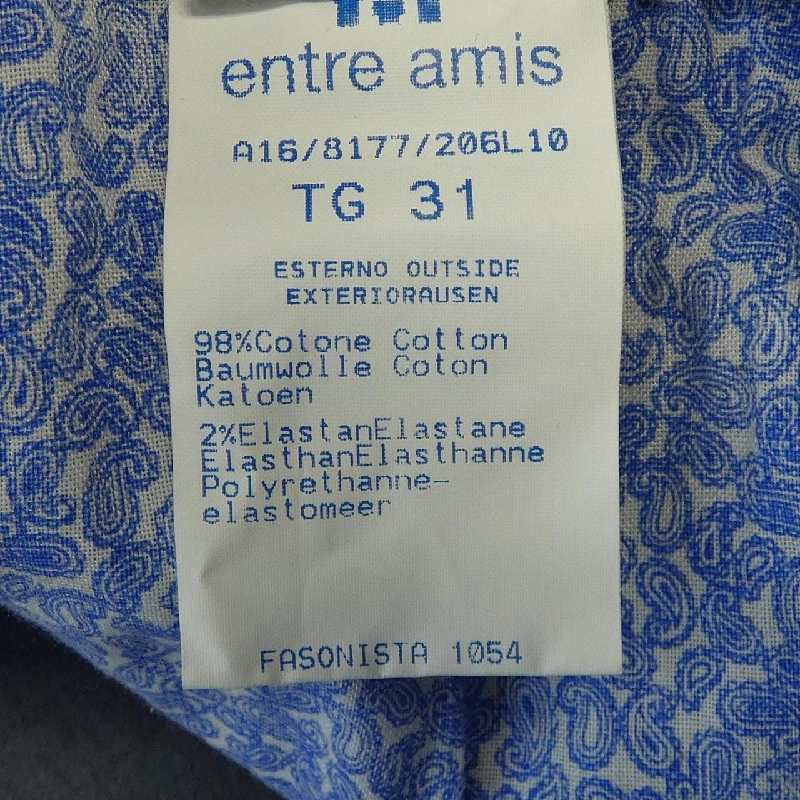 entre amis
A16/8177/206L10
TG 31
ESTERNO OUTSIDE
EXTERIORAUSEN
98%Cotone Cotton
Baumwolle Coton
Katoen
2%ElastanElastane
ElasthanElasthanne
Polyrethanne-
elastomeer
FASONISTA 1054